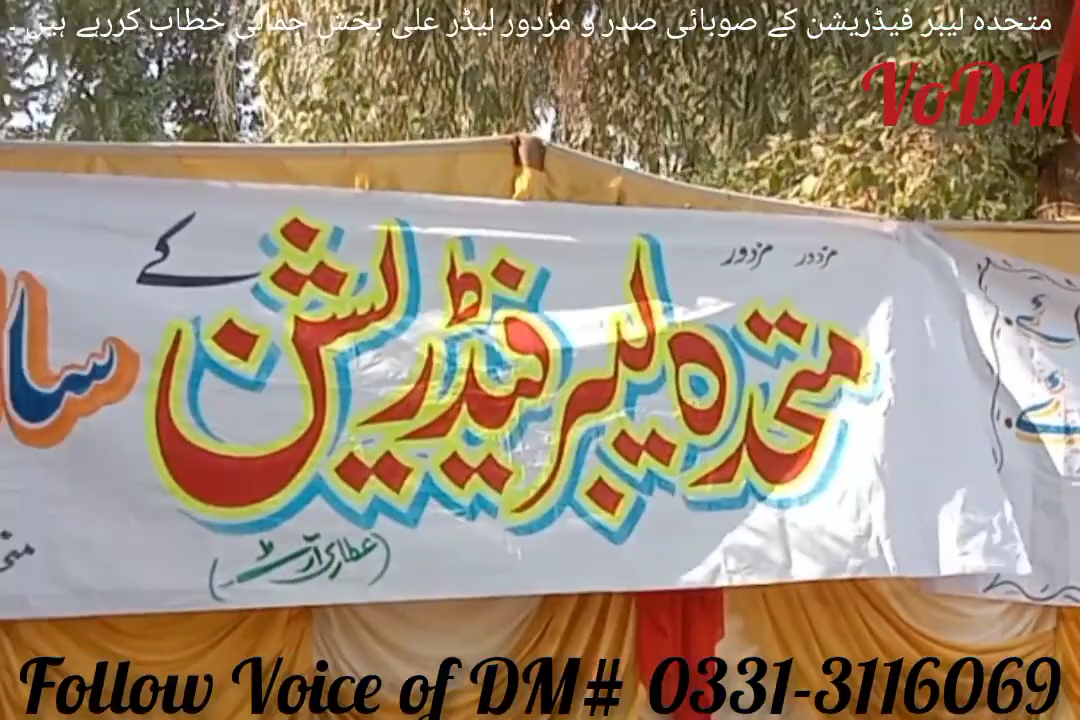 متحدہ لیبر فیڈریشن کے صوبائی صدر و مزدور لیڈر علی بخش جمالی خطاب کررہے ہیں ۔
VoDM
مزدور مزدور
متحدہ لیبر فیڈریشن کے
(عطاری آرٹ)
Follow Voice of DM# 0331-3116069